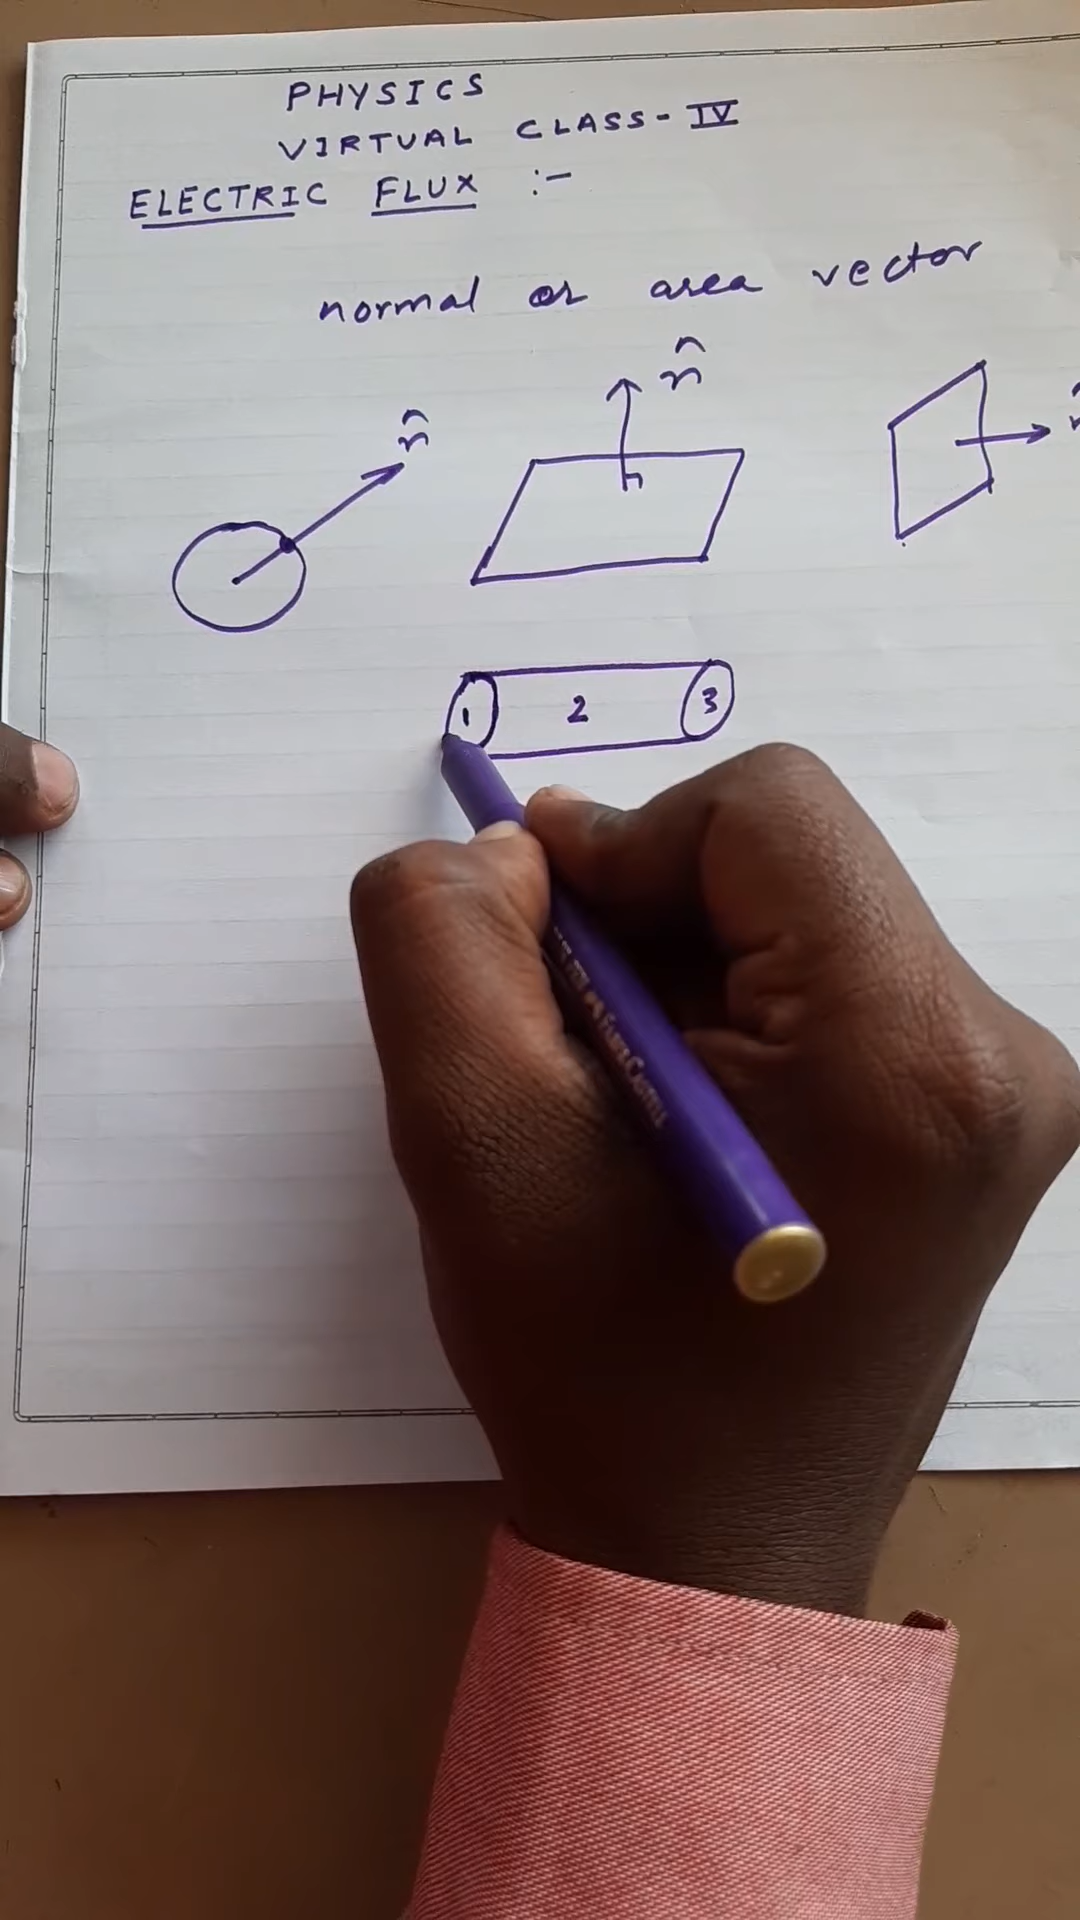 PHYSICS
VIRTUAL CLASS - IV
ELECTRIC FLUX :-
normal or area vector
n̂
n̂
1 2 3